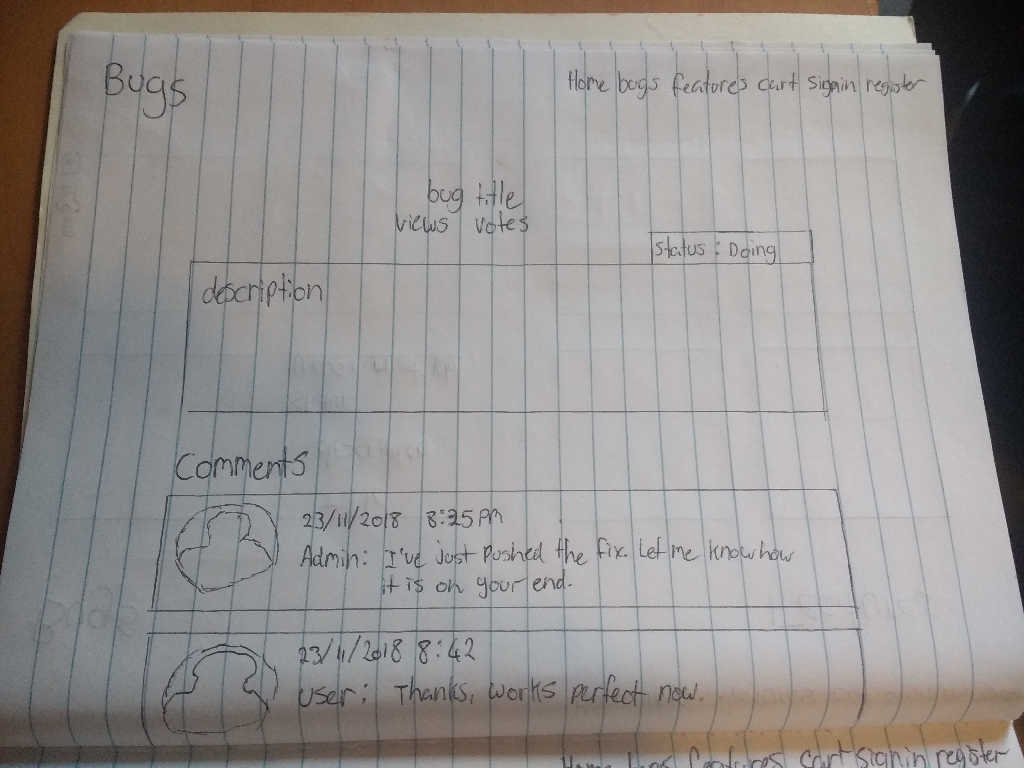 Bugs
Home bugs features cart signin register
bug title
views votes
Status: Doing
description
Comments
23/11/2018 8:35pm
Admin: I've just pushed the fix. Let me know how
it is on your end.
23/11/2018 8:42
User: Thanks, works perfect now.
Home bugs features cart signin register